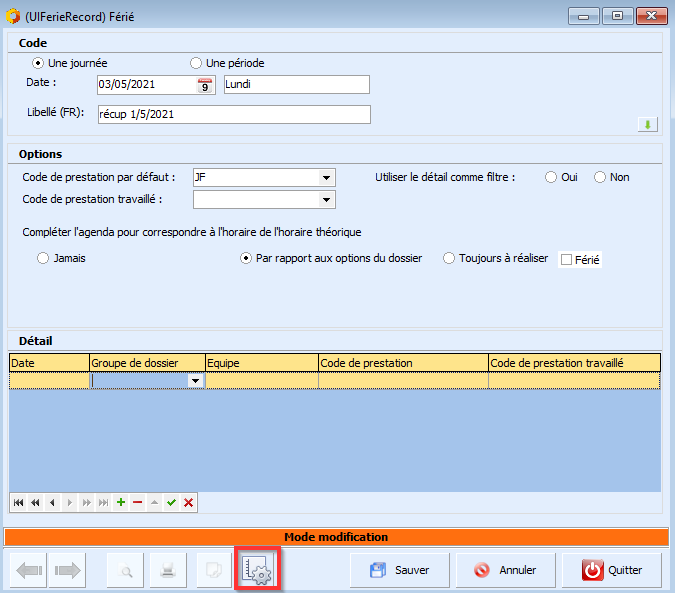 (UIFerieRecord) Férié
Code
Une journée Une période
Date : 03/05/2021 9 Lundi
Libellé (FR): récup 1/5/2021
Options
Code de prestation par défaut : JF Utiliser le détail comme filtre : Oui Non
Code de prestation travaillé :
Compléter l'agenda pour correspondre à l'horaire de l'horaire théorique
Jamais Par rapport aux options du dossier Toujours à réaliser Férié
Détail
Date Groupe de dossier Equipe Code de prestation Code de prestation travaillé
Mode modification
Sauver Annuler Quitter